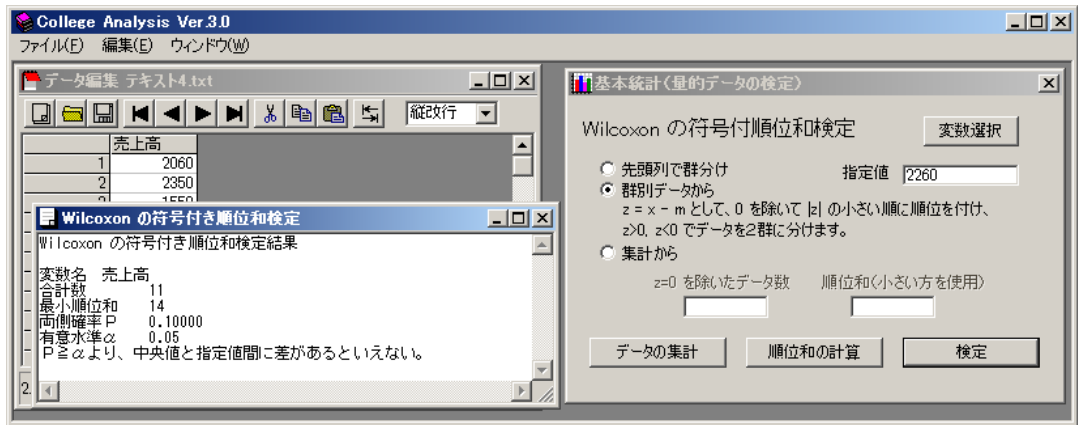 College Analysis Ver.3.0
ファイル(F) 編集(E) ウィンドウ(W)
データ編集 テキスト4.txt
縦改行
売上高
1 2060
2 2350
Wilcoxon の符号付き順位和検定
Wilcoxon の符号付き順位和検定結果
変数名 売上高
合計数 11
最小順位和 14
両側確率P 0.10000
有意水準α 0.05
P≧αより、中央値と指定値間に差があるといえない。
2.
基本統計(量的データの検定)
Wilcoxon の符号付順位和検定
変数選択
先頭列で群分け
指定値 2260
群別データから
z = x - m として、0 を除いて |z| の小さい順に順位を付け、
z>0, z<0 でデータを2群に分けます。
集計から
z=0 を除いたデータ数 順位和(小さい方を使用)
データの集計 順位和の計算 検定